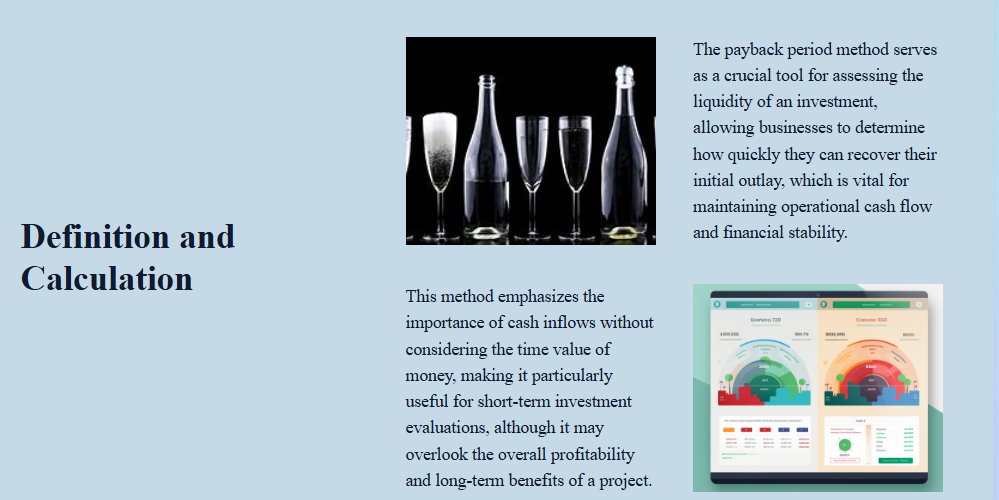 Definition and
Calculation
The payback period method serves
as a crucial tool for assessing the
liquidity of an investment,
allowing businesses to determine
how quickly they can recover their
initial outlay, which is vital for
maintaining operational cash flow
and financial stability.
This method emphasizes the
importance of cash inflows without
considering the time value of
money, making it particularly
useful for short-term investment
evaluations, although it may
overlook the overall profitability
and long-term benefits of a project.